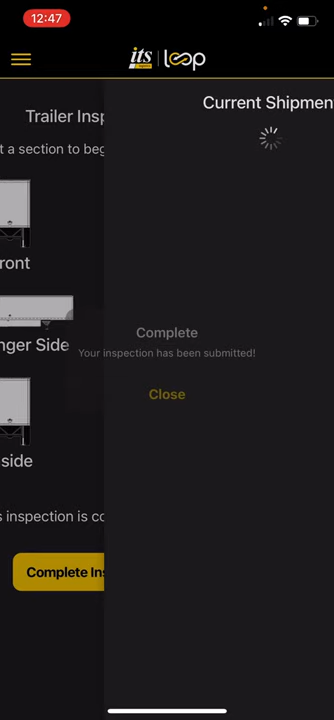 12:47
its | loop
Current Shipmen
Trailer Insp
t a section to beg
ront
Complete
nger Side
Your inspection has been submitted!
Close
side
s inspection is co
Complete Ins